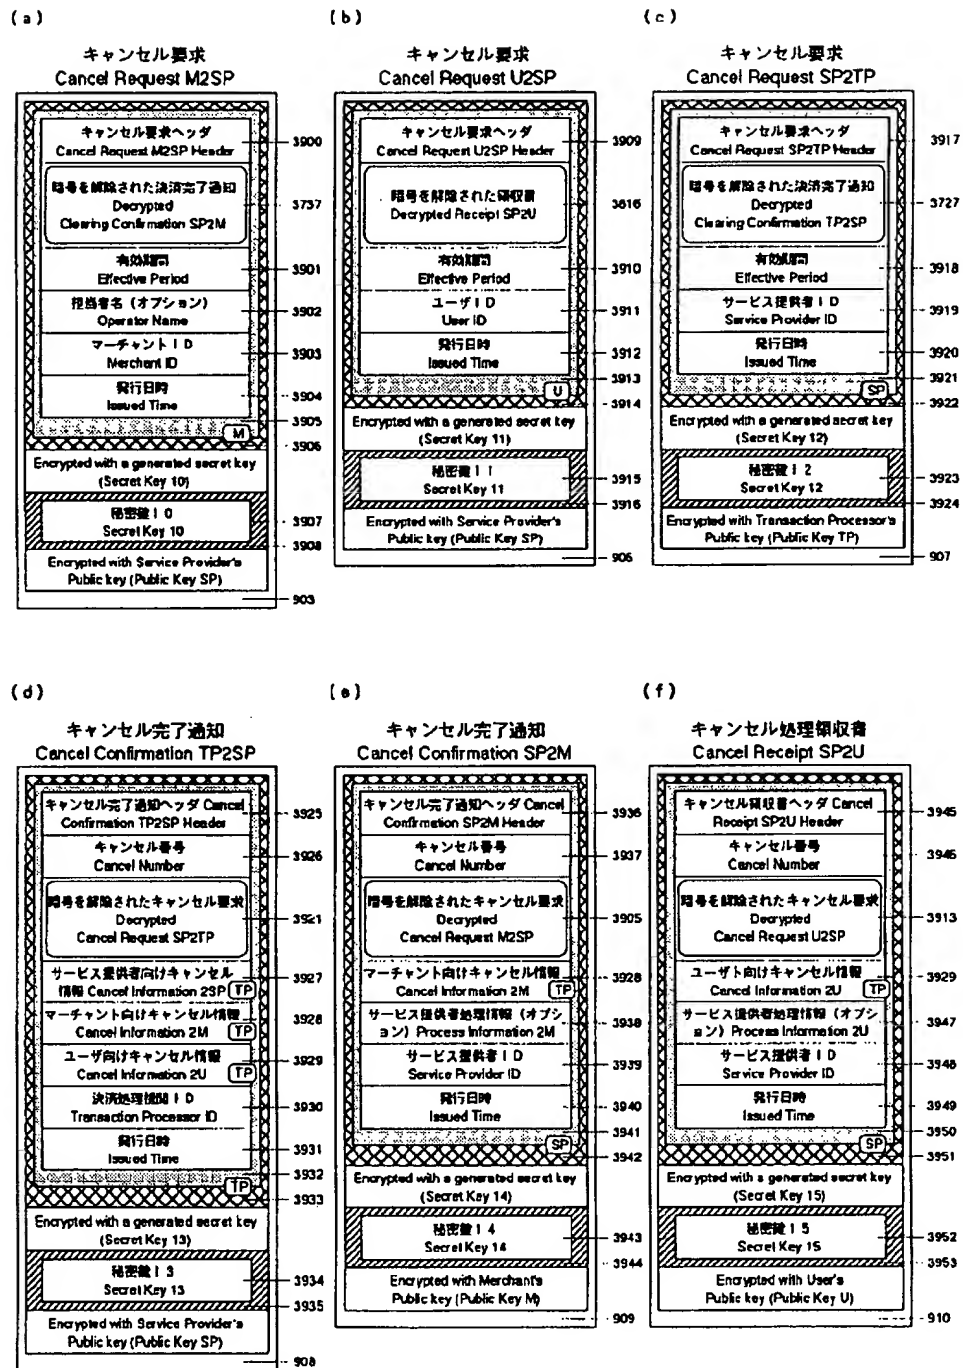 (a)
キャンセル要求
Cancel Request M2SP
キャンセル要求ヘッダ
Cancel Request M2SP Header
3900
暗号を解除された決済完了通知
Decrypted
Clearing Confirmation SP2M
3737
有効期間
Effective Period
3901
担当者名（オプション）
Operator Name
3902
マーチャントID
Merchant ID
3903
発行日時
Issued Time
3904
3905
M
3906
Encrypted with a generated secret key
(Secret Key 10)
秘密鍵10
Secret Key 10
3907
3908
Encrypted with Service Provider's
Public key (Public Key SP)
903
(b)
キャンセル要求
Cancel Request U2SP
キャンセル要求ヘッダ
Cancel Request U2SP Header
3909
暗号を解除された領収書
Decrypted Receipt SP2U
3816
有効期間
Effective Period
3910
ユーザID
User ID
3911
発行日時
Issued Time
3912
3913
U
3914
Encrypted with a generated secret key
(Secret Key 11)
秘密鍵11
Secret Key 11
3915
3916
Encrypted with Service Provider's
Public key (Public Key SP)
906
(c)
キャンセル要求
Cancel Request SP2TP
キャンセル要求ヘッダ
Cancel Request SP2TP Header
3917
暗号を解除された決済完了通知
Decrypted
Clearing Confirmation TP2SP
3727
有効期間
Effective Period
3918
サービス提供者ID
Service Provider ID
3919
発行日時
Issued Time
3920
3921
SP
3922
Encrypted with a generated secret key
(Secret Key 12)
秘密鍵12
Secret Key 12
3923
3924
Encrypted with Transaction Processor's
Public key (Public Key TP)
907
(d)
キャンセル完了通知
Cancel Confirmation TP2SP
キャンセル完了通知ヘッダ Cancel
Confirmation TP2SP Header
3925
キャンセル番号
Cancel Number
3926
暗号を解除されたキャンセル要求
Decrypted
Cancel Request SP2TP
3921
サービス提供者向けキャンセル
情報 Cancel Information 2SP
TP
3927
マーチャント向けキャンセル情報
Cancel Information 2M
TP
3928
ユーザ向けキャンセル情報
Cancel Information 2U
TP
3929
決済処理機関ID
Transaction Processor ID
3930
発行日時
Issued Time
3931
3932
TP
3933
Encrypted with a generated secret key
(Secret Key 13)
秘密鍵13
Secret Key 13
3934
3935
Encrypted with Service Provider's
Public key (Public Key SP)
908
(e)
キャンセル完了通知
Cancel Confirmation SP2M
キャンセル完了通知ヘッダ Cancel
Confirmation SP2M Header
3936
キャンセル番号
Cancel Number
3937
暗号を解除されたキャンセル要求
Decrypted
Cancel Request M2SP
3905
マーチャント向けキャンセル情報
Cancel Information 2M
TP
3928
サービス提供者処理情報（オプシ
ョン）Process Information 2M
3938
サービス提供者ID
Service Provider ID
3939
発行日時
Issued Time
3940
3941
SP
3942
Encrypted with a generated secret key
(Secret Key 14)
秘密鍵14
Secret Key 14
3943
3944
Encrypted with Merchant's
Public key (Public Key M)
909
(f)
キャンセル処理領収書
Cancel Receipt SP2U
キャンセル領収書ヘッダ Cancel
Receipt SP2U Header
3945
キャンセル番号
Cancel Number
3946
暗号を解除されたキャンセル要求
Decrypted
Cancel Request U2SP
3913
ユーザト向けキャンセル情報
Cancel Information 2U
TP
3929
サービス提供者処理情報（オプシ
ョン）Process Information 2U
3947
サービス提供者ID
Service Provider ID
3948
発行日時
Issued Time
3949
3950
SP
3951
Encrypted with a generated secret key
(Secret Key 15)
秘密鍵15
Secret Key 15
3952
3953
Encrypted with User's
Public key (Public Key U)
910